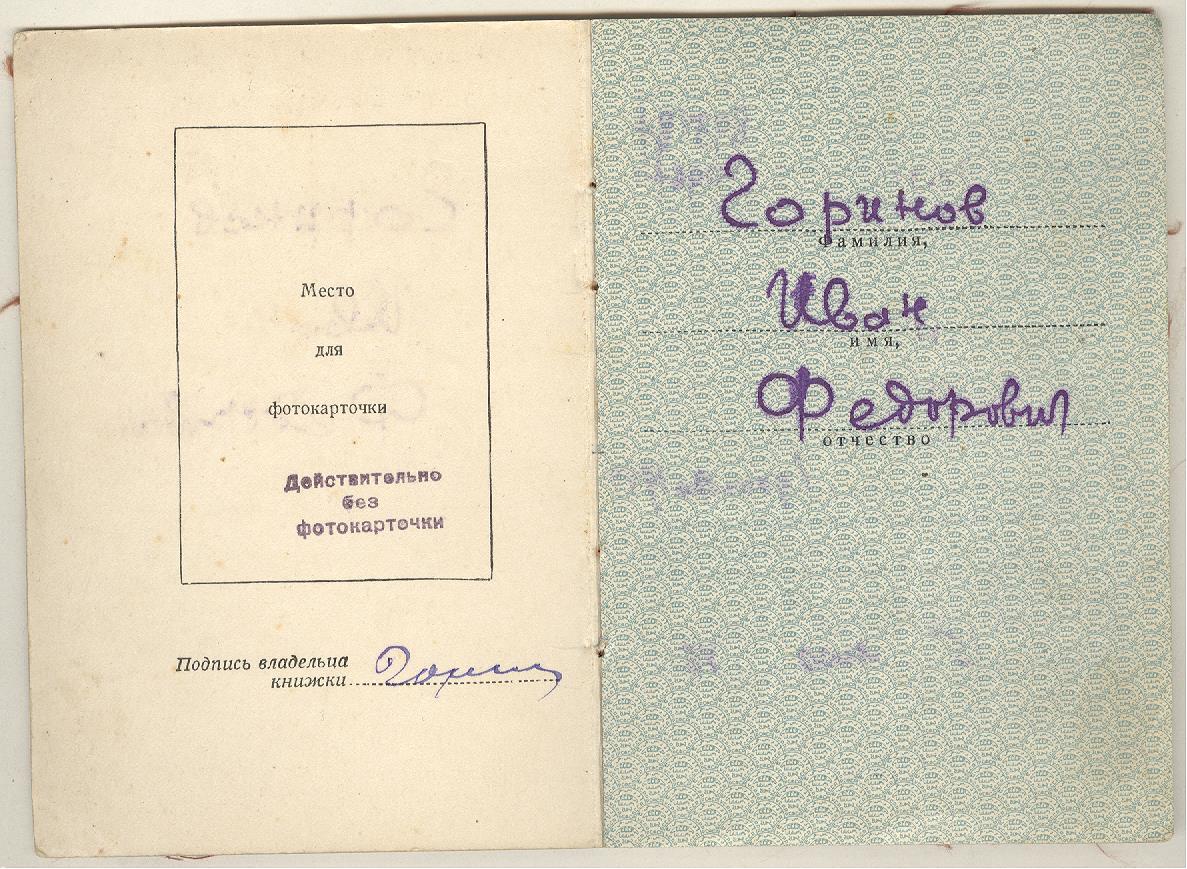 Место
для
фотокарточки
Действительно
без
фотокарточки
Подпись владельца
книжки
Горинов
Фамилия,
Иван
имя,
Федорович
отчество